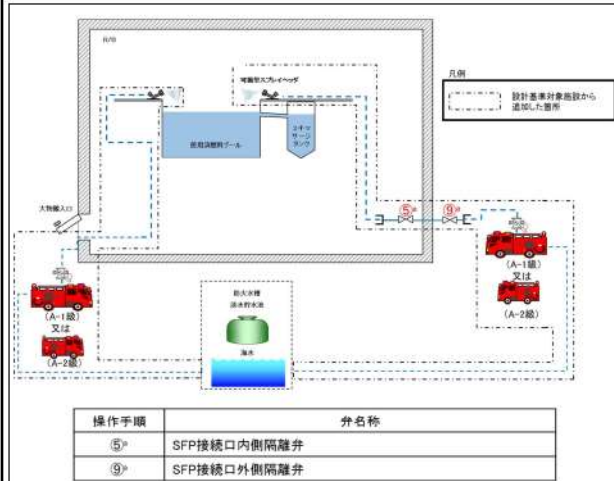 R/B
可搬型スプレイヘッダ
凡例
設計基準対象施設から
追加した箇所
使用済燃料プール
スキマ
サージ
タンク
大物搬入口
⑤
⑨
(A-1級)
又は
(A-2級)
(A-1級)
又は
(A-2級)
防火水槽
淡水貯水池
海水
操作手順 弁名称
⑤ SFP接続口内側隔離弁
⑨ SFP接続口外側隔離弁